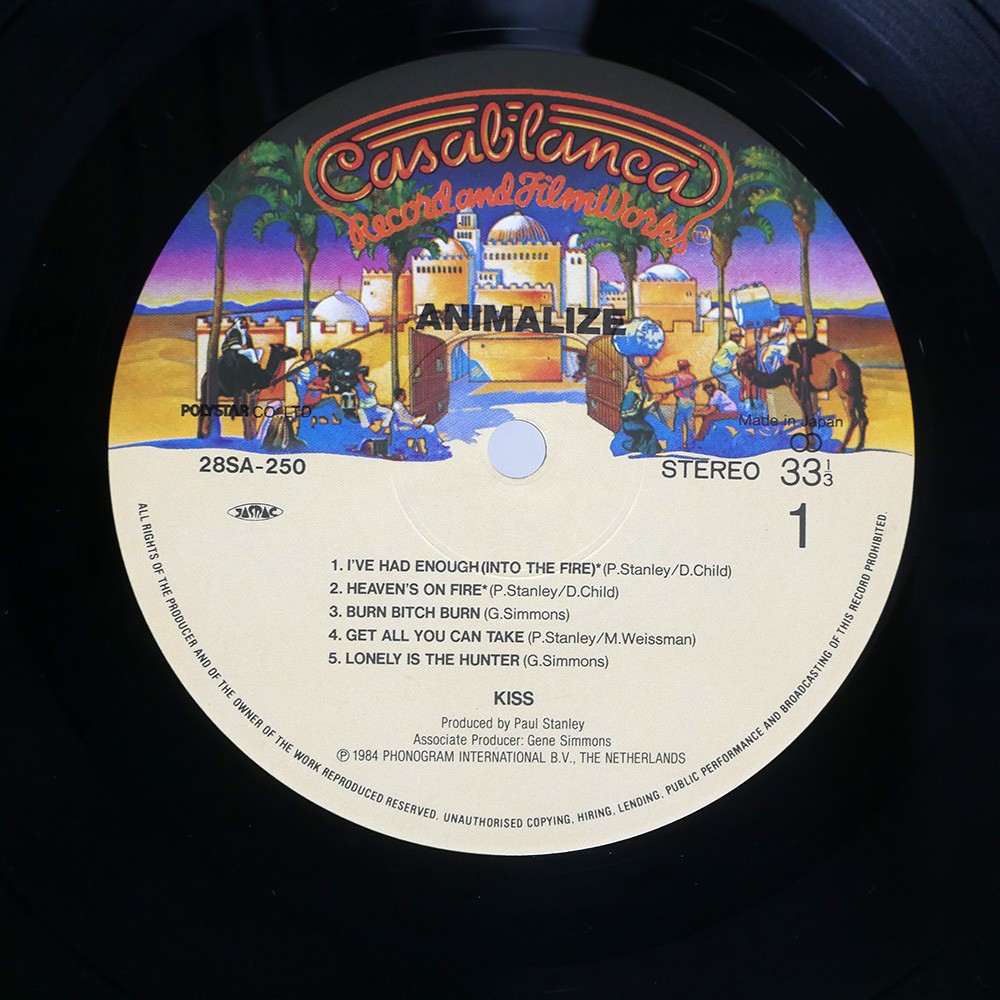 Casablanca
Record and FilmWorks
TM
ANIMALIZE
POLYSTAR CO., LTD.
Made in Japan
28SA-250
STEREO 33 1/3
JASRAC
1
1. I'VE HAD ENOUGH(INTO THE FIRE)* (P.Stanley/D.Child)
2. HEAVEN'S ON FIRE* (P.Stanley/D.Child)
3. BURN BITCH BURN (G.Simmons)
4. GET ALL YOU CAN TAKE (P.Stanley/M.Weissman)
5. LONELY IS THE HUNTER (G.Simmons)
KISS
Produced by Paul Stanley
Associate Producer: Gene Simmons
℗ 1984 PHONOGRAM INTERNATIONAL B.V., THE NETHERLANDS
ALL RIGHTS OF THE PRODUCER AND OF THE OWNER OF THE WORK REPRODUCED RESERVED. UNAUTHORISED COPYING, HIRING, LENDING, PUBLIC PERFORMANCE AND BROADCASTING OF THIS RECORD PROHIBITED.